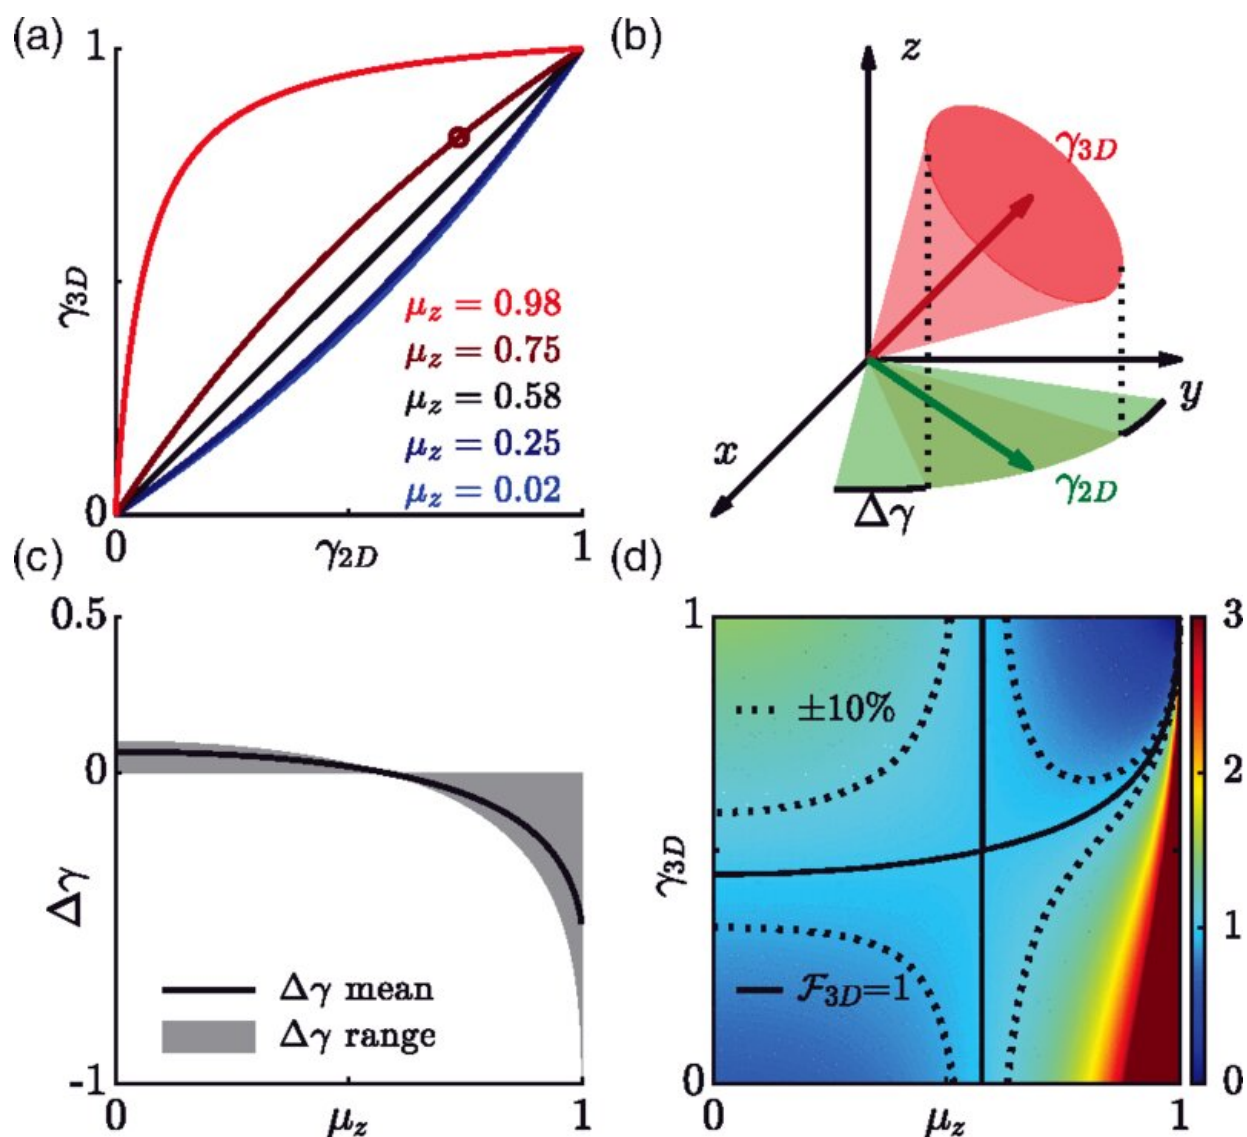 (a)
1
γ3D
μz = 0.98
μz = 0.75
μz = 0.58
μz = 0.25
μz = 0.02
0
0
γ2D
1
(b)
z
γ3D
y
x
γ2D
Δγ
(c)
0.5
0
Δγ
Δγ mean
Δγ range
-1
0
μz
1
(d)
1
±10%
γ3D
F3D=1
0
0
μz
1
3
2
1
0